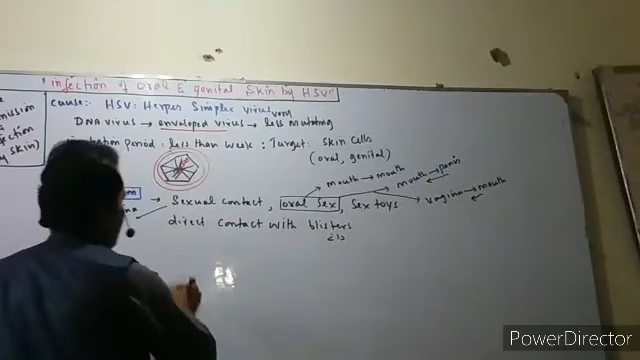 "infection of oral & genital skin by HSV"
cause:- HSV: Herpes Simplex virus
DNA virus → enveloped virus → very less mutating
period : less than week : Target: skin cells
(oral, genital)
→ Sexual contact, oral sex, sex toys
mouth → mouth
mouth → penis
vagina → mouth
direct contact with blisters
skin)
PowerDirector